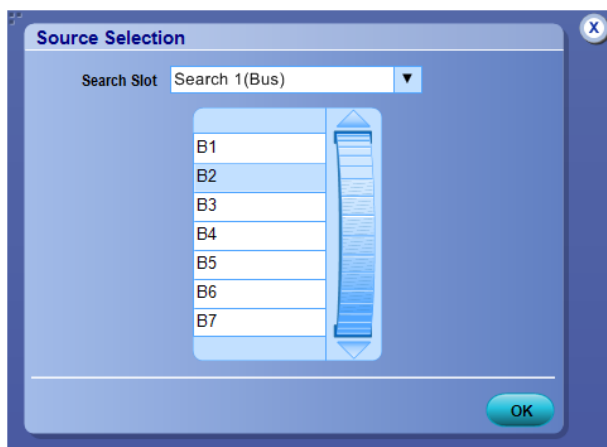 Source Selection
X
Search Slot Search 1(Bus) ▼
B1
B2
B3
B4
B5
B6
B7
OK